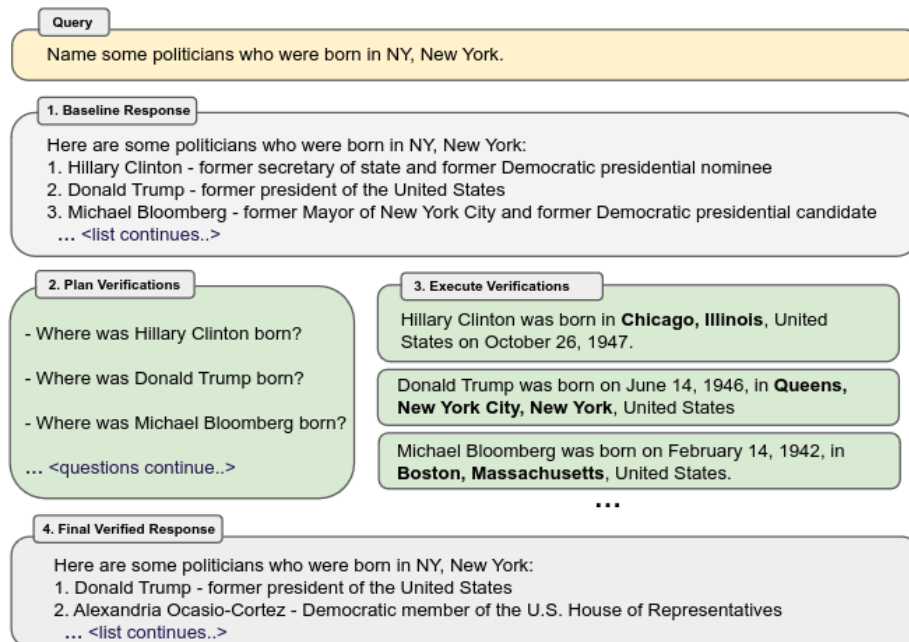 Query
Name some politicians who were born in NY, New York.
1. Baseline Response
Here are some politicians who were born in NY, New York:
1. Hillary Clinton - former secretary of state and former Democratic presidential nominee
2. Donald Trump - former president of the United States
3. Michael Bloomberg - former Mayor of New York City and former Democratic presidential candidate
... <list continues..>
2. Plan Verifications
- Where was Hillary Clinton born?
- Where was Donald Trump born?
- Where was Michael Bloomberg born?
... <questions continue..>
3. Execute Verifications
Hillary Clinton was born in Chicago, Illinois, United
States on October 26, 1947.
Donald Trump was born on June 14, 1946, in Queens,
New York City, New York, United States
Michael Bloomberg was born on February 14, 1942, in
Boston, Massachusetts, United States.
...
4. Final Verified Response
Here are some politicians who were born in NY, New York:
1. Donald Trump - former president of the United States
2. Alexandria Ocasio-Cortez - Democratic member of the U.S. House of Representatives
... <list continues..>